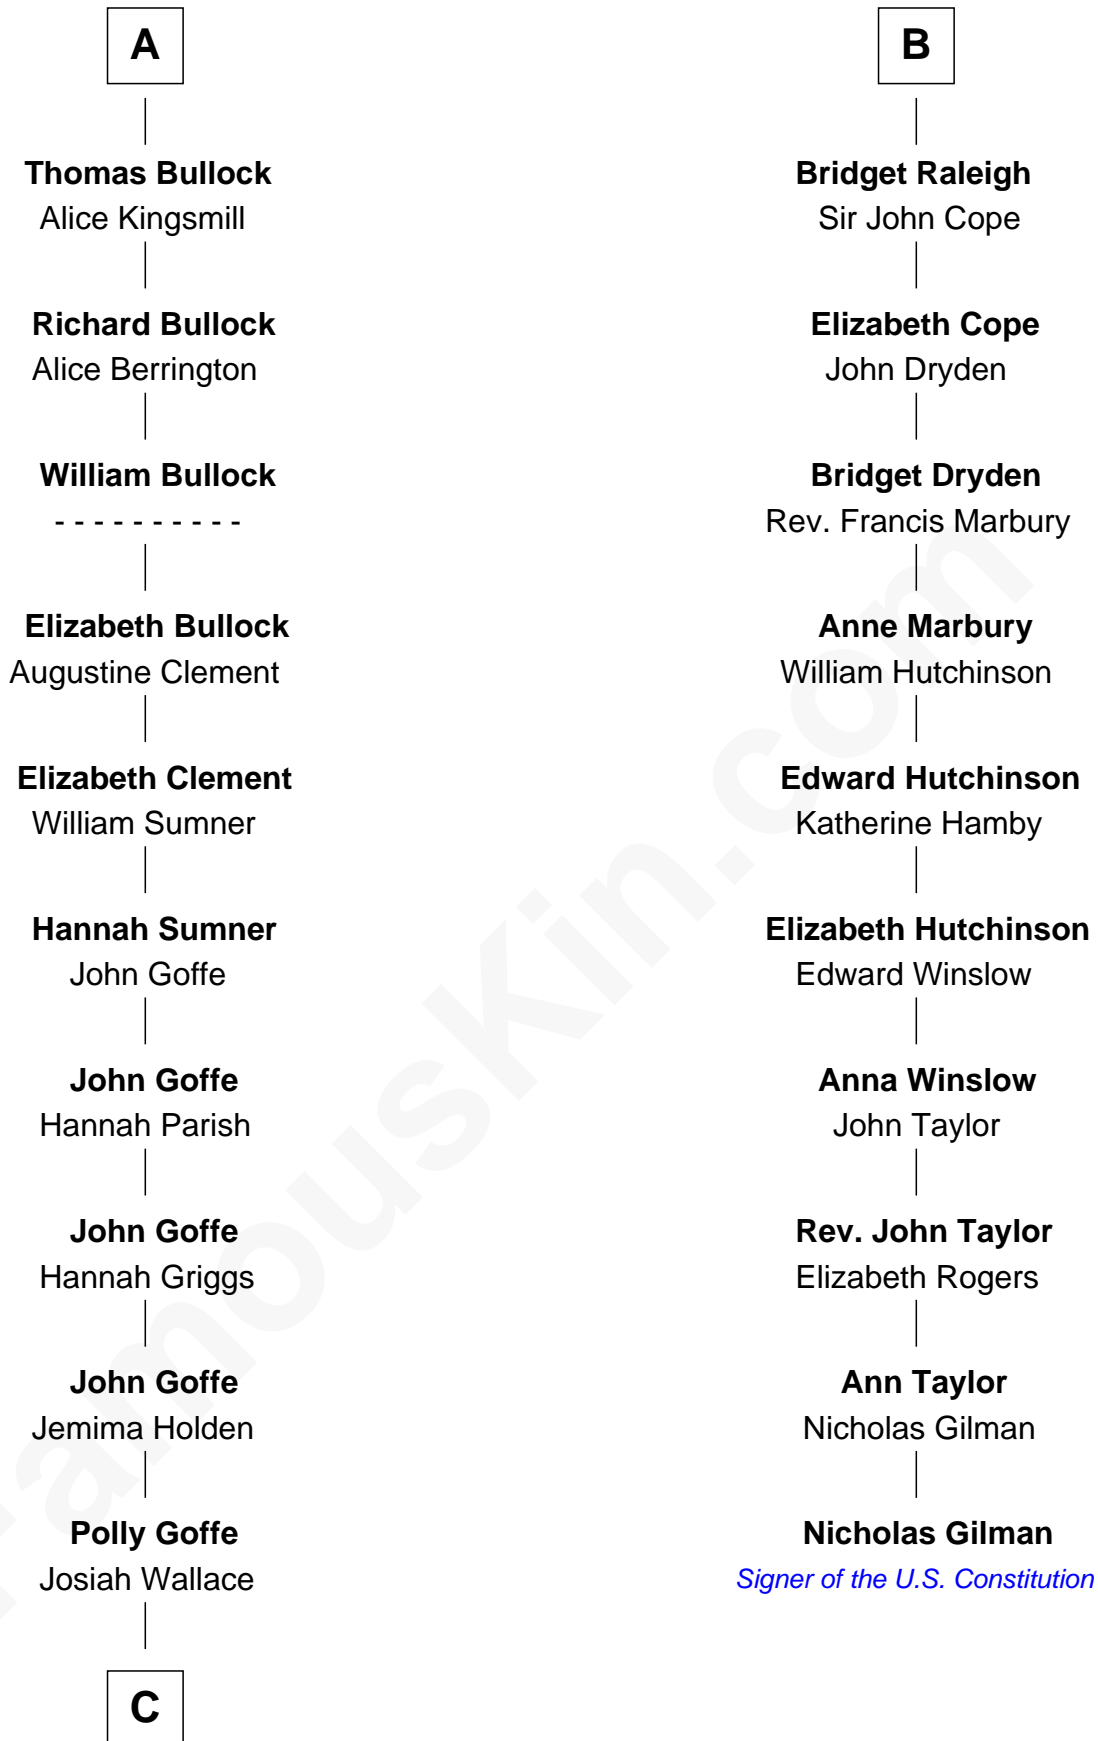 A
Thomas Bullock
Alice Kingsmill
Richard Bullock
Alice Berrington
William Bullock
- - - - - - - - - -
Elizabeth Bullock
Augustine Clement
Elizabeth Clement
William Sumner
Hannah Sumner
John Goffe
John Goffe
Hannah Parish
John Goffe
Hannah Griggs
John Goffe
Jemima Holden
Polly Goffe
Josiah Wallace
C
B
Bridget Raleigh
Sir John Cope
Elizabeth Cope
John Dryden
Bridget Dryden
Rev. Francis Marbury
Anne Marbury
William Hutchinson
Edward Hutchinson
Katherine Hamby
Elizabeth Hutchinson
Edward Winslow
Anna Winslow
John Taylor
Rev. John Taylor
Elizabeth Rogers
Ann Taylor
Nicholas Gilman
Nicholas Gilman
Signer of the U.S. Constitution
FamousKin.com